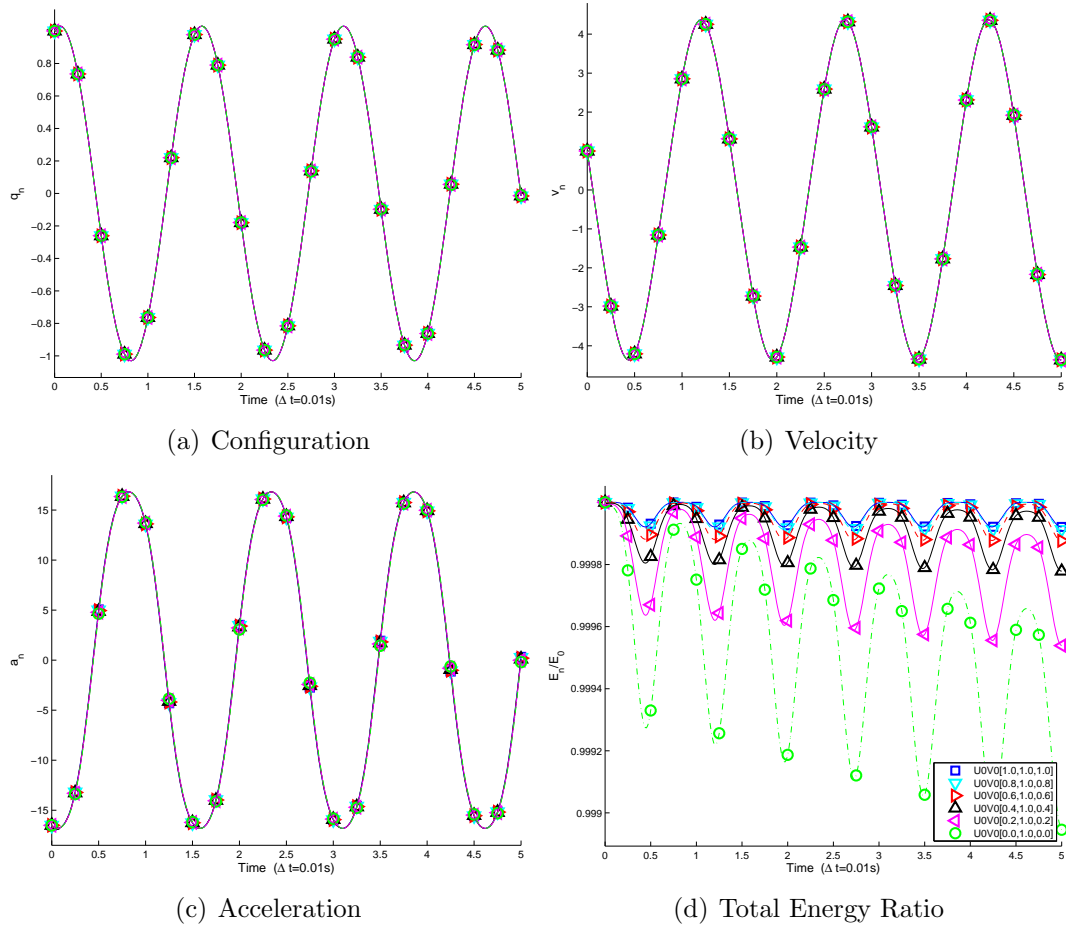 1
0.8
0.6
0.4
0.2
0
−0.2
−0.4
−0.6
−0.8
−1
q_n
0 0.5 1 1.5 2 2.5 3 3.5 4 4.5 5
Time (Δ t=0.01s)
(a) Configuration
4
3
2
1
0
−1
−2
−3
−4
v_n
0 0.5 1 1.5 2 2.5 3 3.5 4 4.5 5
Time (Δ t=0.01s)
(b) Velocity
15
10
5
0
−5
−10
−15
a_n
0 0.5 1 1.5 2 2.5 3 3.5 4 4.5 5
Time (Δ t=0.01s)
(c) Acceleration
0.9998
0.9996
0.9994
0.9992
0.999
E_n/E_0
U0V0[1.0,1.0,1.0]
U0V0[0.8,1.0,0.8]
U0V0[0.6,1.0,0.6]
U0V0[0.4,1.0,0.4]
U0V0[0.2,1.0,0.2]
U0V0[0.0,1.0,0.0]
0 0.5 1 1.5 2 2.5 3 3.5 4 4.5 5
Time (Δ t=0.01s)
(d) Total Energy Ratio